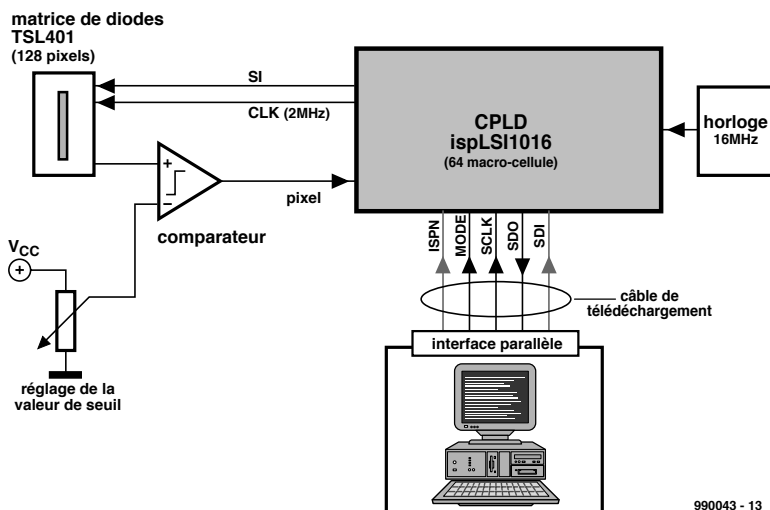 matrice de diodes
TSL401
(128 pixels)
SI
CLK (2MHz)
CPLD
ispLSI1016
(64 macro-cellule)
horloge
16MHz
+
−
pixel
comparateur
VCC
+
réglage de la
valeur de seuil
ISPN
MODE
SCLK
SDO
SDI
câble de
télédéchargement
interface parallèle
990043 - 13